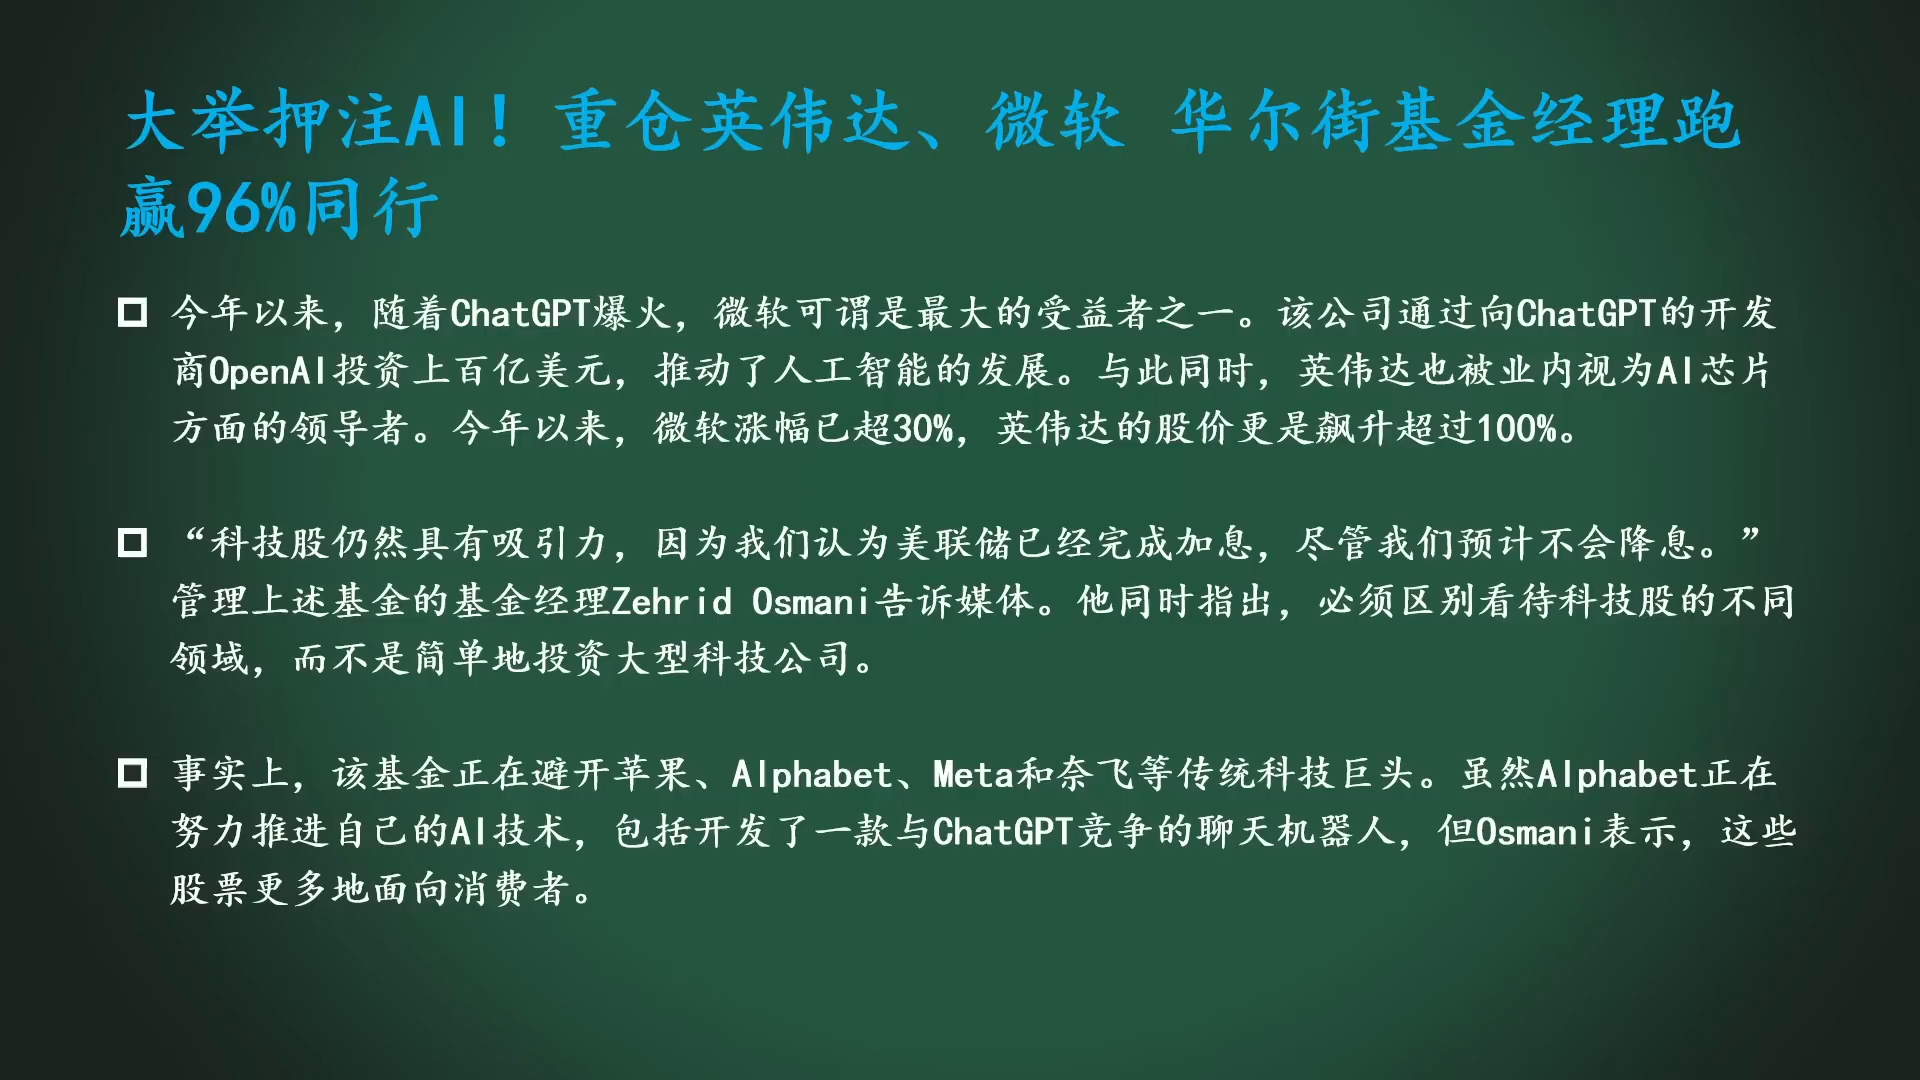 大举押注AI！重仓英伟达、微软 华尔街基金经理跑
赢96%同行
今年以来，随着ChatGPT爆火，微软可谓是最大的受益者之一。该公司通过向ChatGPT的开发
商OpenAI投资上百亿美元，推动了人工智能的发展。与此同时，英伟达也被业内视为AI芯片
方面的领导者。今年以来，微软涨幅已超30%，英伟达的股价更是飙升超过100%。
“科技股仍然具有吸引力，因为我们认为美联储已经完成加息，尽管我们预计不会降息。”
管理上述基金的基金经理Zehrid Osmani告诉媒体。他同时指出，必须区别看待科技股的不同
领域，而不是简单地投资大型科技公司。
事实上，该基金正在避开苹果、Alphabet、Meta和奈飞等传统科技巨头。虽然Alphabet正在
努力推进自己的AI技术，包括开发了一款与ChatGPT竞争的聊天机器人，但Osmani表示，这些
股票更多地面向消费者。